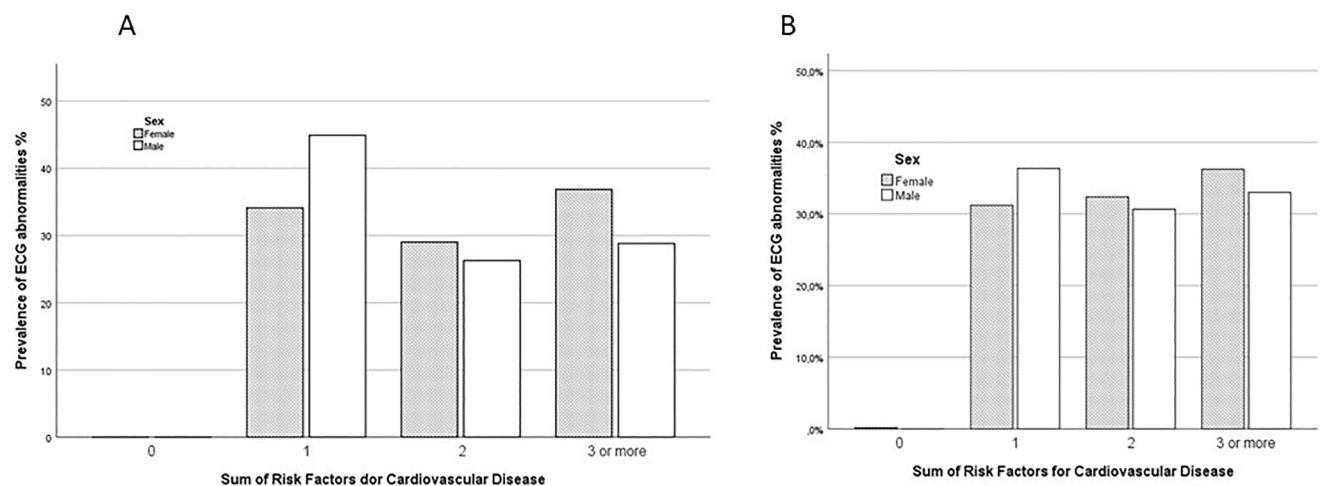 A
Prevalence of ECG abnormalities %
50
40
30
20
10
0
Sex
Female
Male
0 1 2 3 or more
Sum of Risk Factors dor Cardiovascular Disease
B
Prevalence of ECG abnormalities %
50,0%
40,0%
30,0%
20,0%
10,0%
,0%
Sex
Female
Male
0 1 2 3 or more
Sum of Risk Factors for Cardiovascular Disease